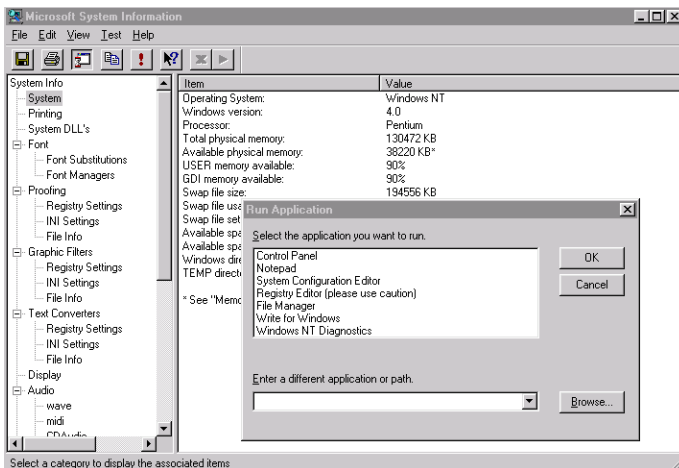 Microsoft System Information
File Edit View Test Help
System Info
System
Printing
System DLL's
Font
Font Substitutions
Font Managers
Proofing
Registry Settings
INI Settings
File Info
Graphic Filters
Registry Settings
INI Settings
File Info
Text Converters
Registry Settings
INI Settings
File Info
Display
Audio
wave
midi
CDAudio
Item Value
Operating System: Windows NT
Windows version: 4.0
Processor: Pentium
Total physical memory: 130472 KB
Available physical memory: 38220 KB*
USER memory available: 90%
GDI memory available: 90%
Swap file size: 194556 KB
Swap file usa
Swap file set
Available spa
Available spa
Windows dire
TEMP direct
* See "Memo
Run Application
Select the application you want to run.
Control Panel
Notepad
System Configuration Editor
Registry Editor (please use caution)
File Manager
Write for Windows
Windows NT Diagnostics
OK
Cancel
Enter a different application or path.
Browse...
Select a category to display the associated items